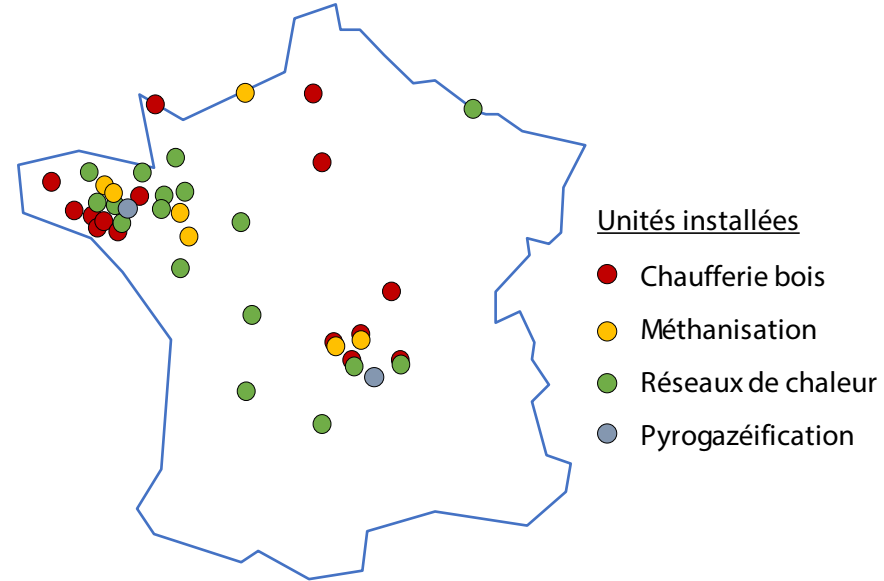 Unités installées
Chaufferie bois
Méthanisation
Réseaux de chaleur
Pyrogazéification